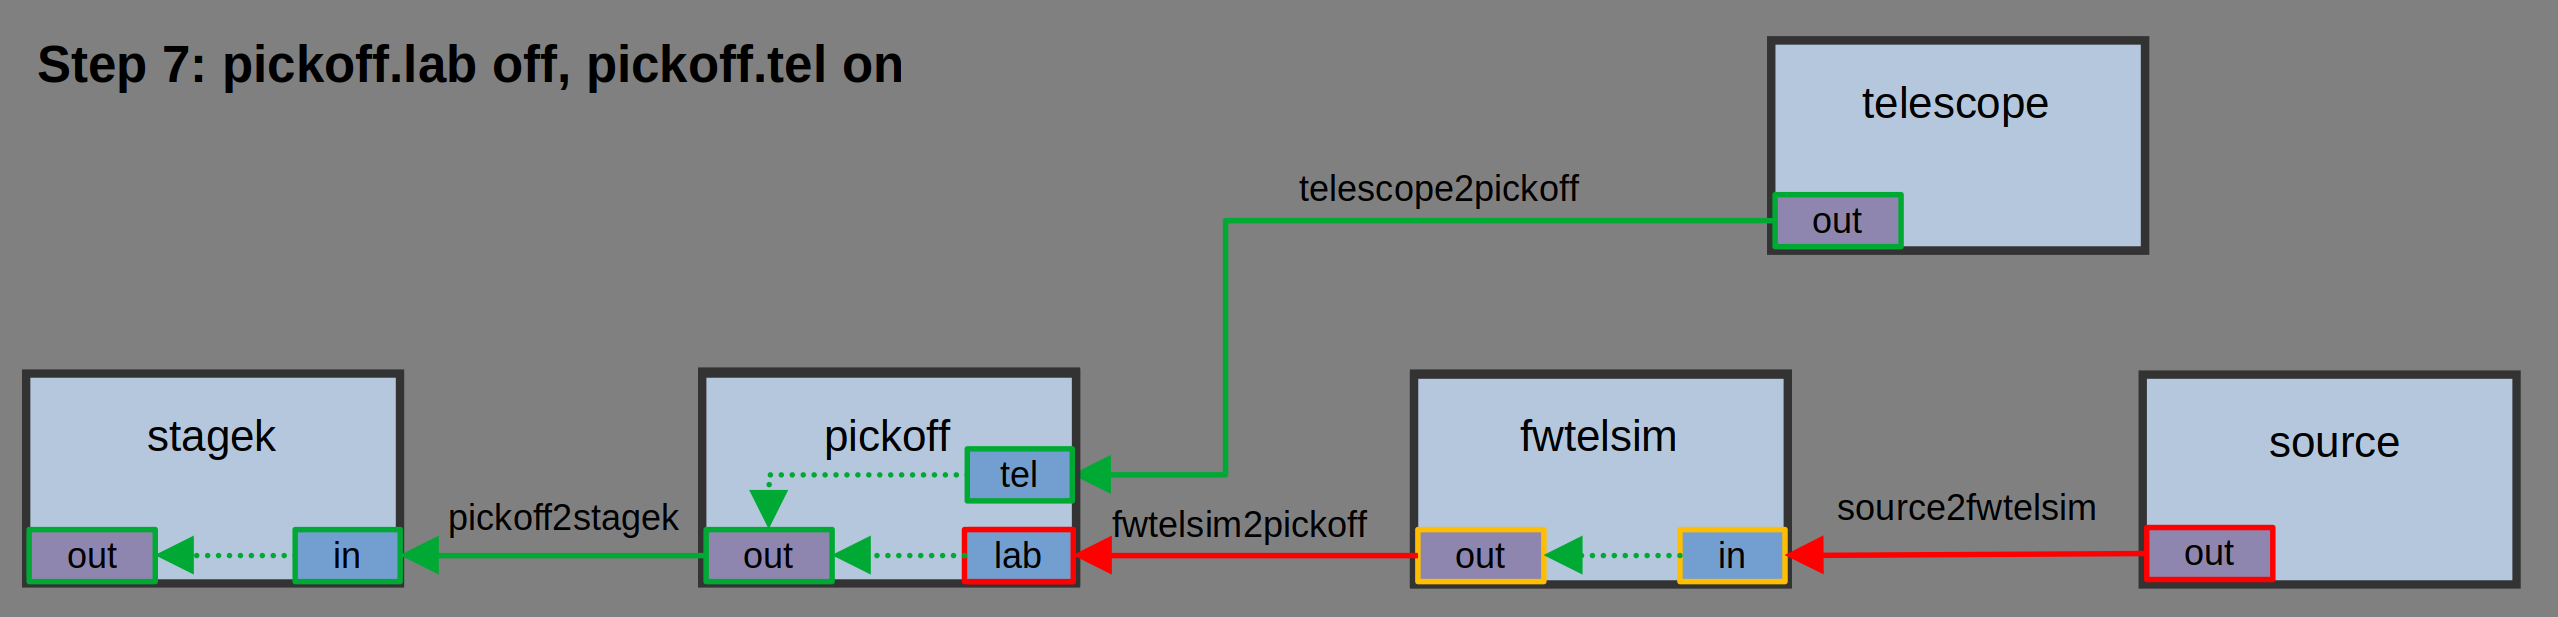 Step 7: pickoff.lab off, pickoff.tel on
telescope
telescope2pickoff
out
stagek
pickoff
fwtelsim
source
tel
pickoff2stagek
fwtelsim2pickoff
source2fwtelsim
out
in
out
lab
out
in
out